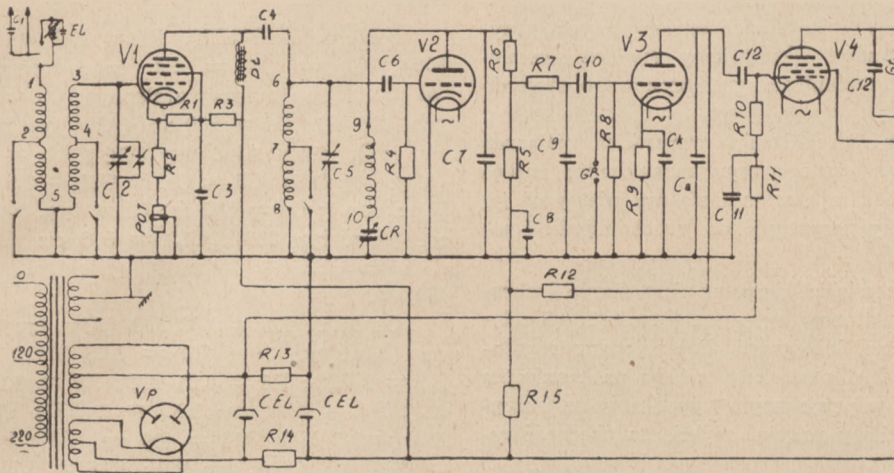 C1
EL
V1
C4
DL
1
3
2
4
5
C2
R1
R3
R2
C3
POT
6
7
8
C5
9
10
CR
C6
R4
V2
C7
R6
R7
R5
C8
C9
C10
GR
R8
V3
R9
Ck
Ca
C12
V4
R10
C11
R11
C12
R12
0
120
220
~
VP
R13
CEL
CEL
R14
R15